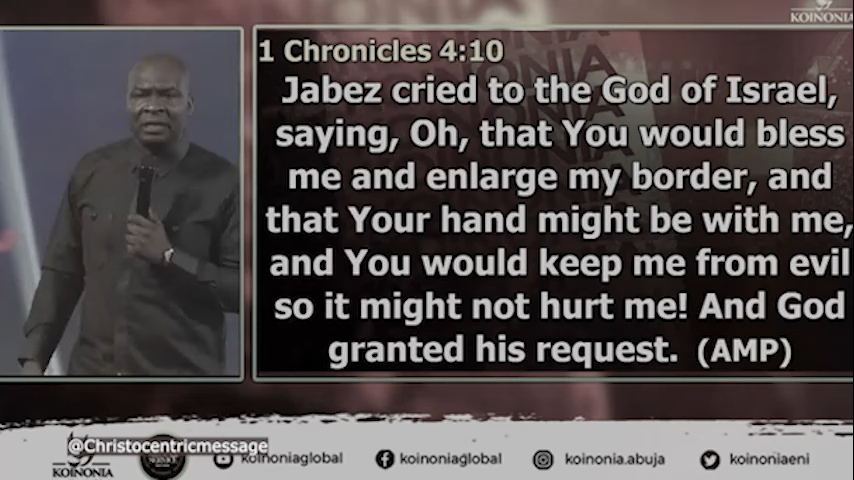 KOINONIA
1 Chronicles 4:10
Jabez cried to the God of Israel,
saying, Oh, that You would bless
me and enlarge my border, and
that Your hand might be with me,
and You would keep me from evil
so it might not hurt me! And God
granted his request. (AMP)
@Christocentricmessage
KOINONIA
koinoniaglobal
koinoniaglobal
koinonia.abuja
koinoniaeni